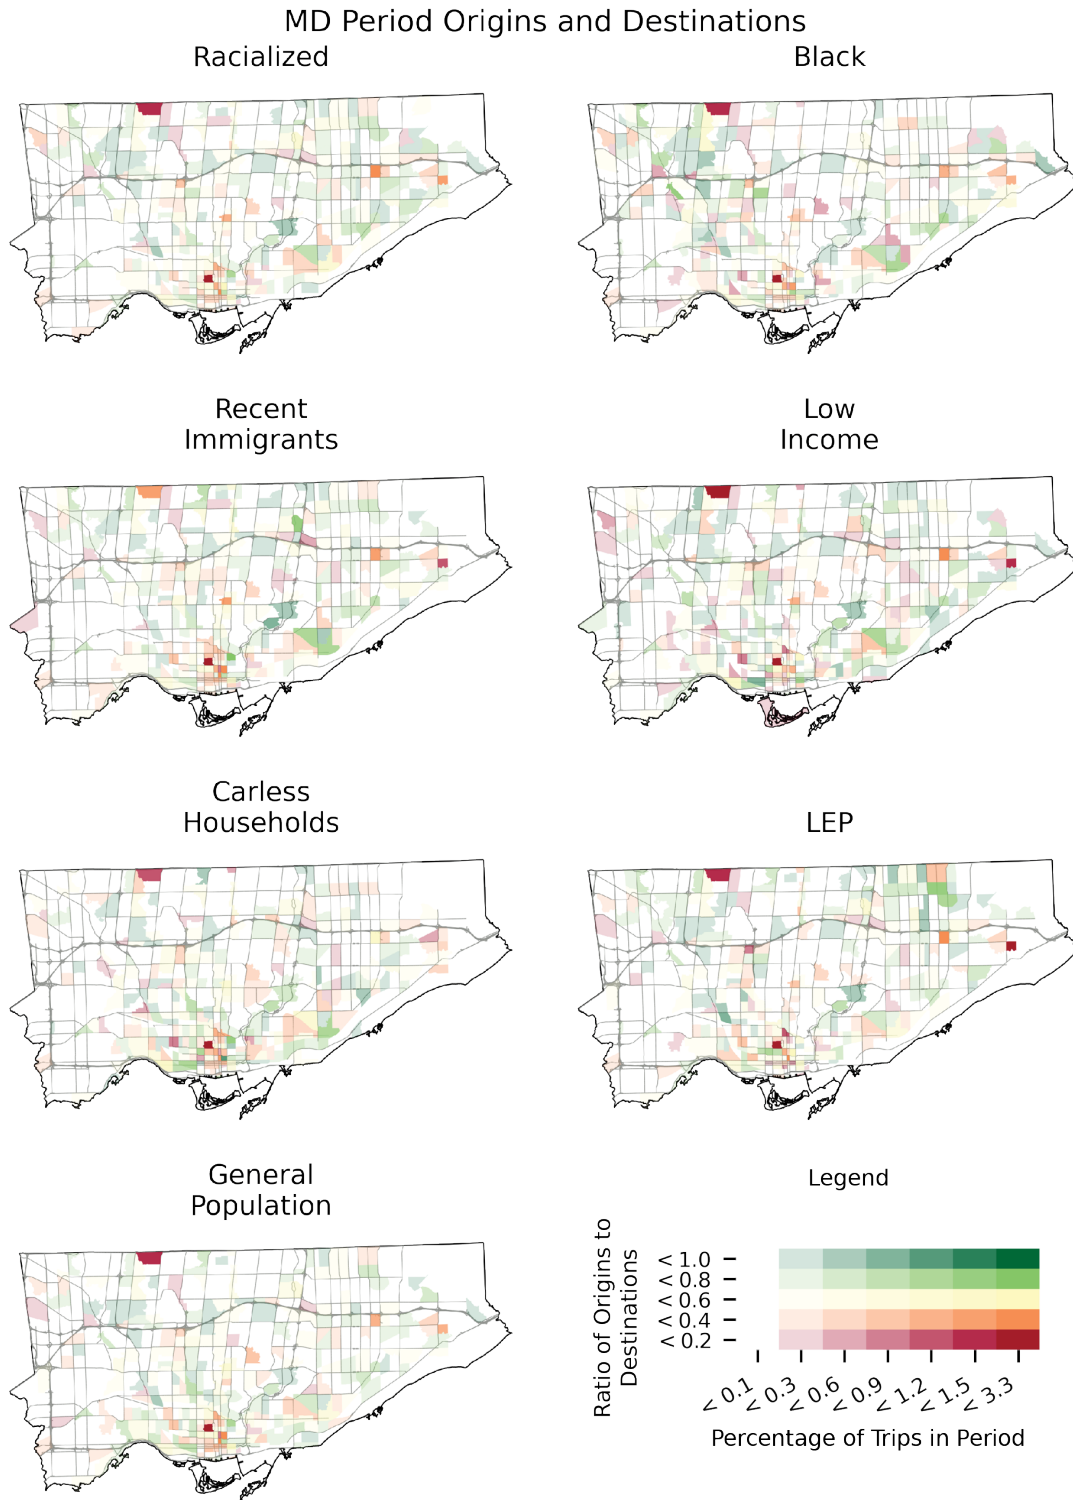 MD Period Origins and Destinations
Racialized
Black
Recent
Immigrants
Low
Income
Carless
Households
LEP
General
Population
Legend
Ratio of Origins to
Destinations
< 1.0
< 0.8
< 0.6
< 0.4
< 0.2
< 0.1
< 0.3
< 0.6
< 0.9
< 1.2
< 1.5
< 3.3
Percentage of Trips in Period